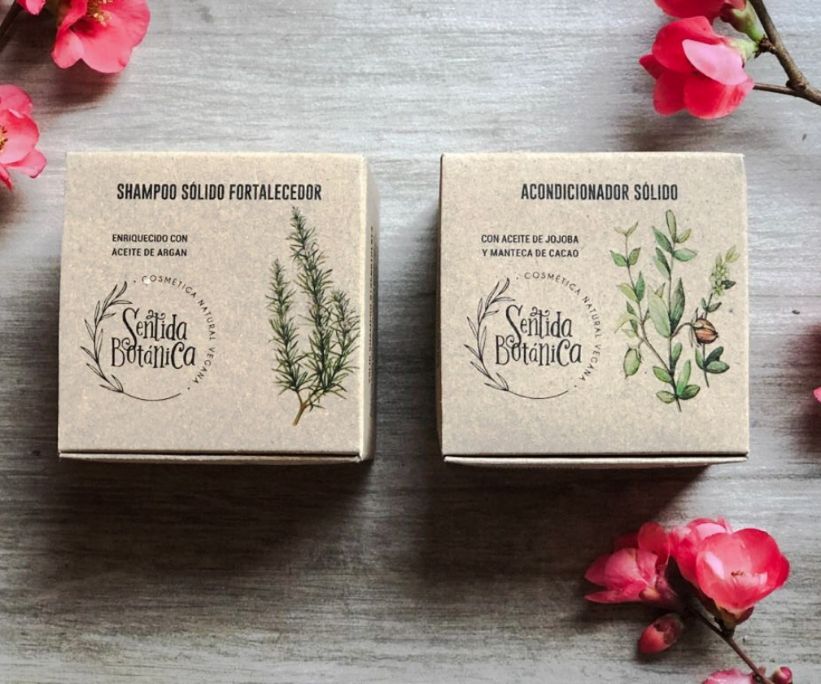 SHAMPOO SÓLIDO FORTALECEDOR
ENRIQUECIDO CON
ACEITE DE ARGAN
· COSMÉTICA NATURAL VEGANA ·
Sentida
Botánica
ACONDICIONADOR SÓLIDO
CON ACEITE DE JOJOBA
Y MANTECA DE CACAO
· COSMÉTICA NATURAL VEGANA ·
Sentida
Botánica